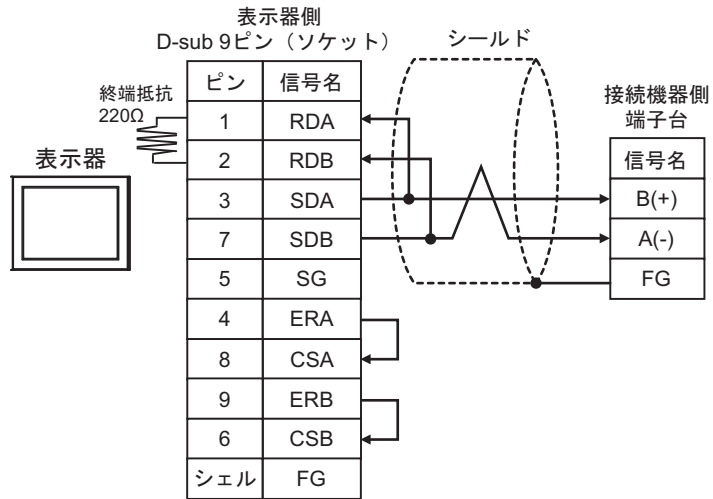 表示器側
D-sub 9ピン（ソケット）
シールド
終端抵抗
220Ω
表示器
ピン 信号名
1 RDA
2 RDB
3 SDA
7 SDB
5 SG
4 ERA
8 CSA
9 ERB
6 CSB
シェル FG
接続機器側
端子台
信号名
B(+)
A(-)
FG